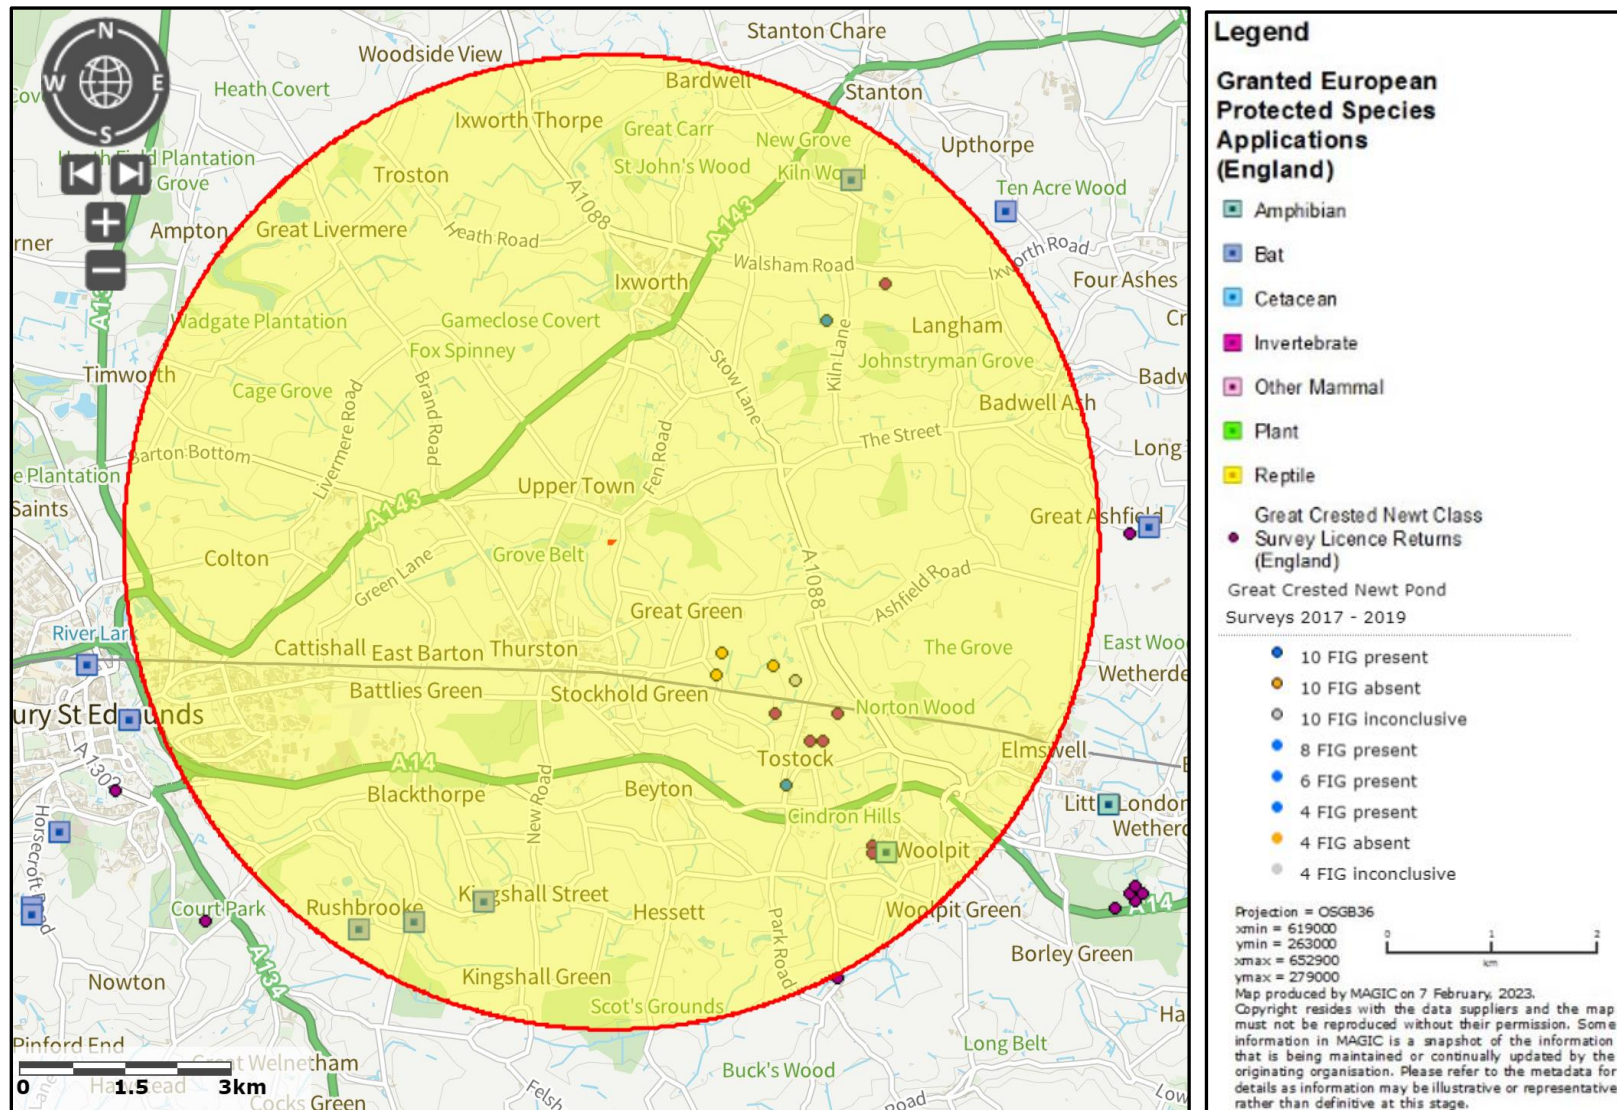 Woodside View
Stanton Chare
N
W
E
S
Heath Covert
Bardwell
Stanton
Ixworth Thorpe
Great Carr
New Grove
Upthorpe
Plantation
Grove
Troston
A1088
St John's Wood
Kiln Wood
Ten Acre Wood
Ampton
Great Livermere
Heath Road
A143
Walsham Road
Ixworth Road
Four Ashes
Ixworth
Wadgate Plantation
Gameclose Covert
Langham
Fox Spinney
Stow Lane
Kiln Lane
Johnstryman Grove
Timworth
Cage Grove
Livermere Road
Brand Road
Badwell Ash
Barton Bottom
Fen Road
The Street
Long
e Plantation
Saints
A143
Upper Town
Great Ashfield
Colton
Green Lane
Grove Belt
A1088
Ashfield Road
Great Green
River Lark
Cattishall
East Barton
Thurston
The Grove
East Wood
Battlies Green
Stockhold Green
Norton Wood
Wetherde
ury St Edmunds
A14
Tostock
Elmswell
A1302
Blackthorpe
New Road
Beyton
Cindron Hills
London
Wetherd
Horsecroft Road
Woolpit
Court Park
Rushbrooke
Kingshall Street
Hessett
Park Road
Woolpit Green
A14
A134
Borley Green
Nowton
Kingshall Green
Scot's Grounds
Pinford End
Great Welnetham
Buck's Wood
Long Belt
0 1.5 3km
Cocks Green
Felsh
Road
Low
Legend
Granted European
Protected Species
Applications
(England)
Amphibian
Bat
Cetacean
Invertebrate
Other Mammal
Plant
Reptile
Great Crested Newt Class
Survey Licence Returns
(England)
Great Crested Newt Pond
Surveys 2017 - 2019
10 FIG present
10 FIG absent
10 FIG inconclusive
8 FIG present
6 FIG present
4 FIG present
4 FIG absent
4 FIG inconclusive
Projection = OSGB36
xmin = 619000
ymin = 263000
xmax = 652900
ymax = 279000
0 1 2
km
Map produced by MAGIC on 7 February, 2023.
Copyright resides with the data suppliers and the map
must not be reproduced without their permission. Some
information in MAGIC is a snapshot of the information
that is being maintained or continually updated by the
originating organisation. Please refer to the metadata for
details as information may be illustrative or representative
rather than definitive at this stage.